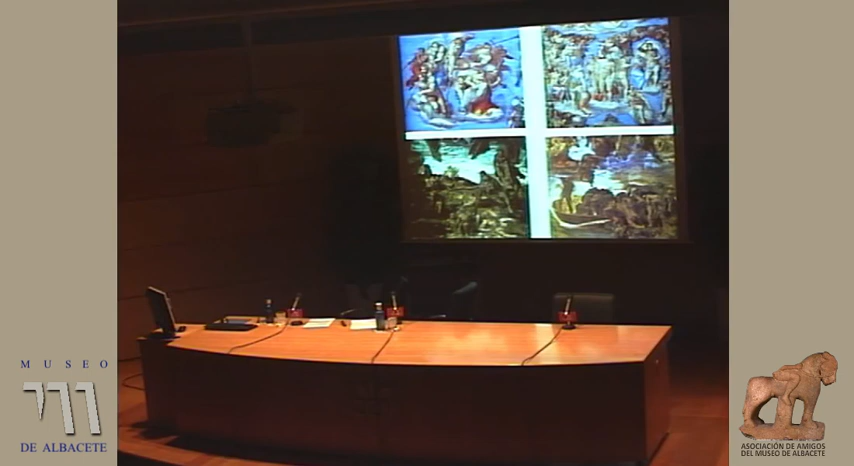 MUSEO
DE ALBACETE
ASOCIACIÓN DE AMIGOS
DEL MUSEO DE ALBACETE